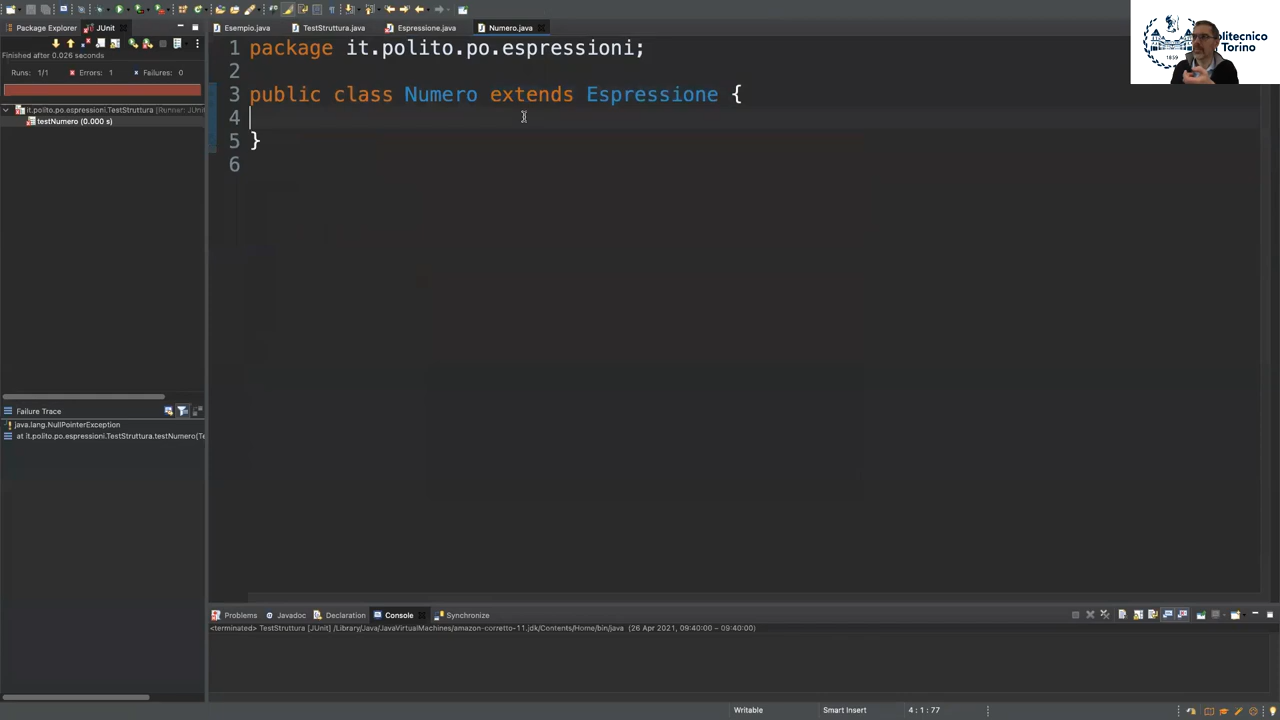 Package Explorer
JUnit
Finished after 0.026 seconds
Runs: 1/1
Errors: 1
Failures: 0
it.polito.po.espressioni.TestStruttura [Runner: JUni
testNumero (0.000 s)
Failure Trace
java.lang.NullPointerException
at it.polito.po.espressioni.TestStruttura.testNumero(Te
Esempio.java
TestStruttura.java
Espressione.java
Numero.java
1 package it.polito.po.espressioni;
2
3 public class Numero extends Espressione {
4
5 }
6
Politecnico
Torino
1859
Problems
Javadoc
Declaration
Console
Synchronize
<terminated> TestStruttura [JUnit] /Library/Java/JavaVirtualMachines/amazon-corretto-11.jdk/Contents/Home/bin/java (26 Apr 2021, 09:40:00 – 09:40:00)
Writable
Smart Insert
4 : 1 : 77